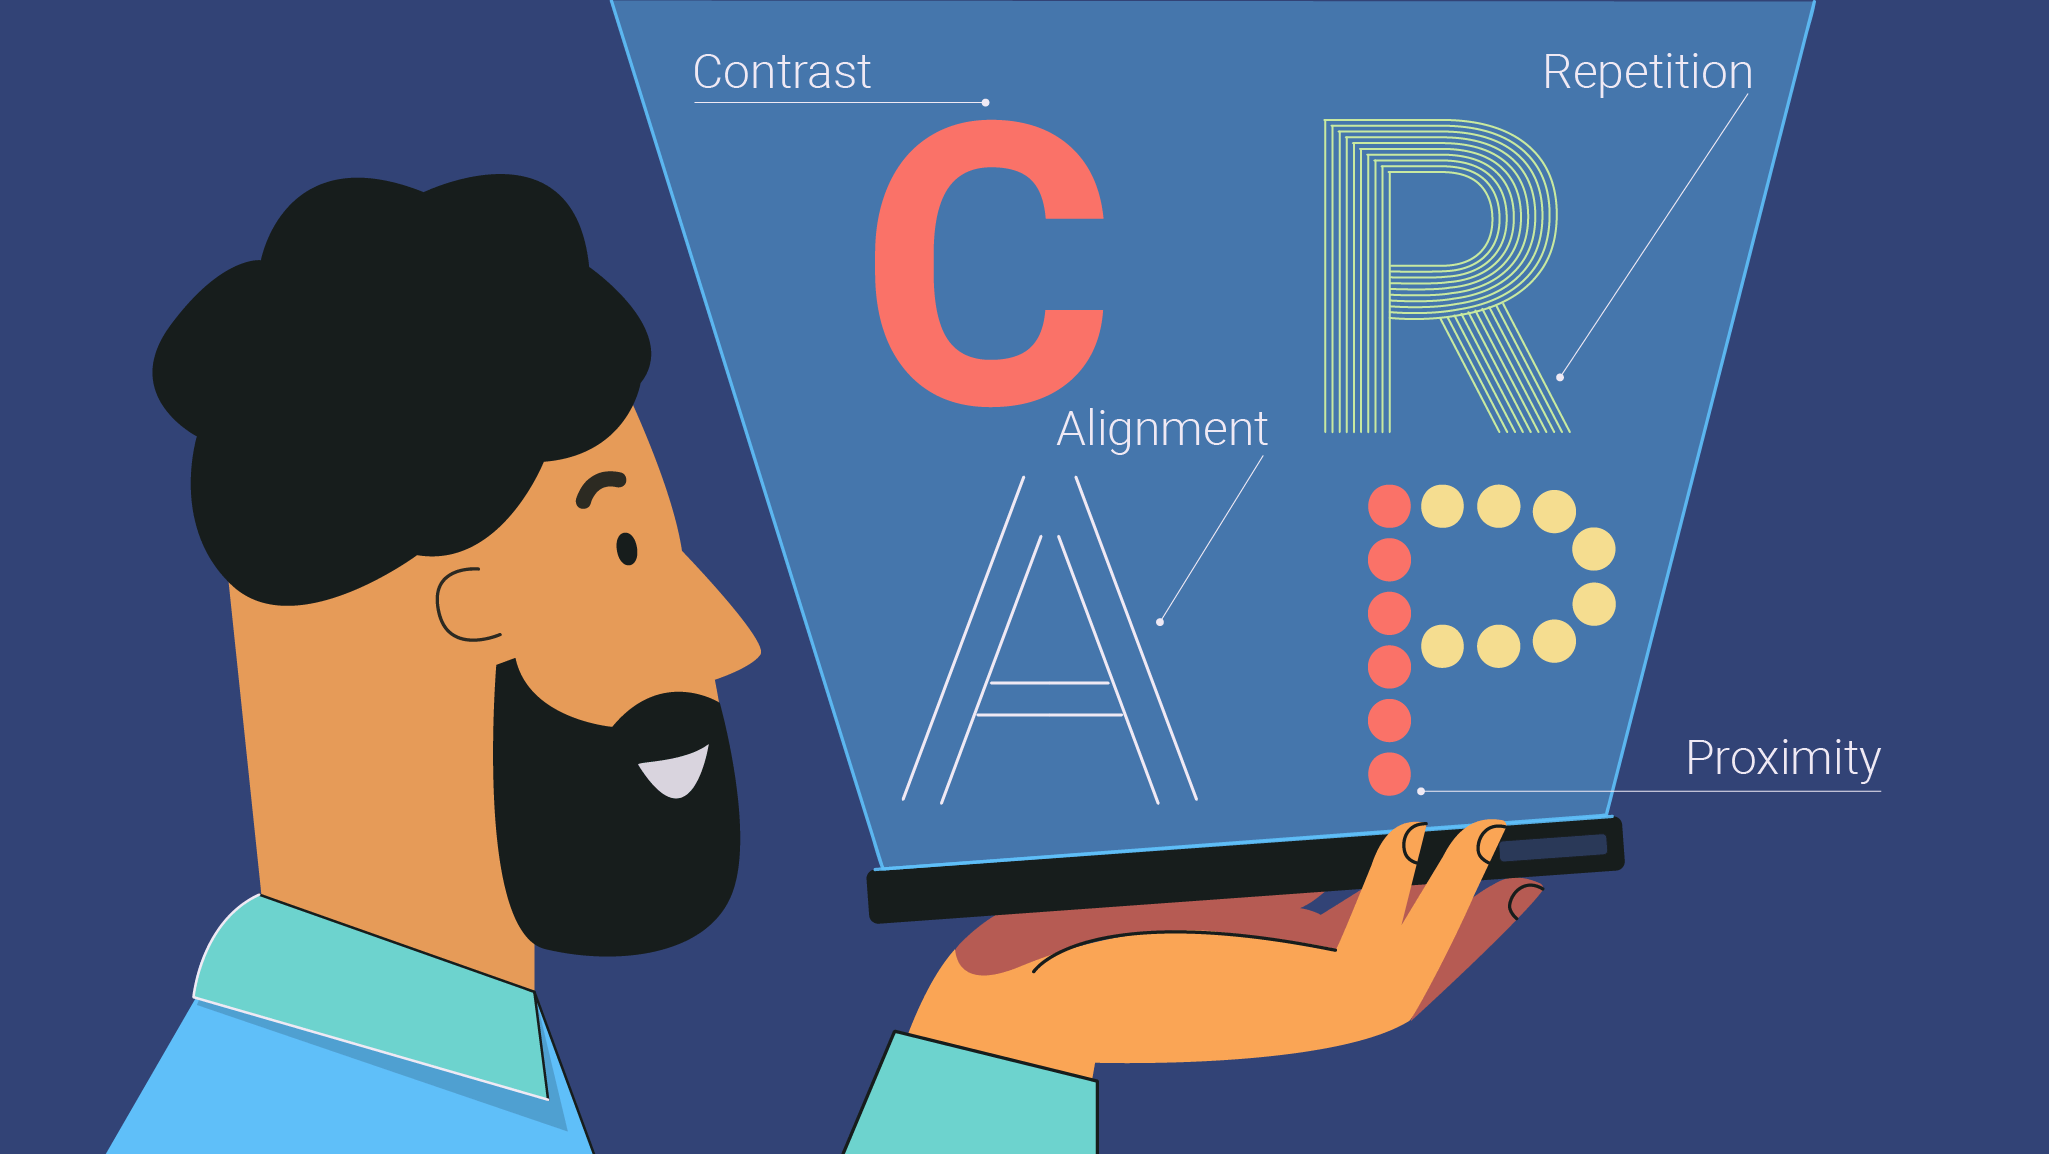 Contrast
Repetition
C
R
Alignment
A
P
Proximity